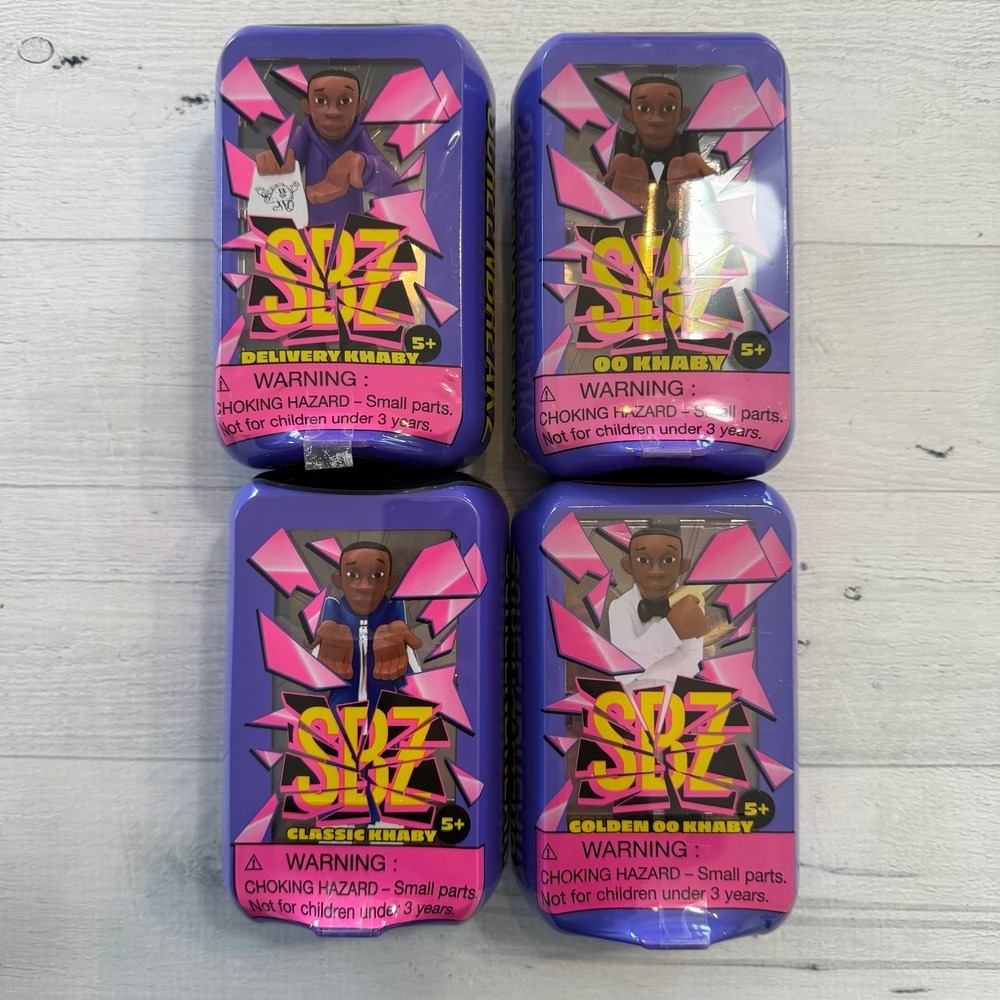 SBZ
5+
DELIVERY KHABY
WARNING :
CHOKING HAZARD – Small parts.
Not for children under 3 years.
SBZ
5+
OO KHABY
WARNING :
CHOKING HAZARD – Small parts.
Not for children under 3 years.
SBZ
5+
CLASSIC KHABY
WARNING :
CHOKING HAZARD – Small parts
Not for children under 3 years.
SBZ
5+
GOLDEN OO KHABY
WARNING :
CHOKING HAZARD – Small parts.
Not for children under 3 years.